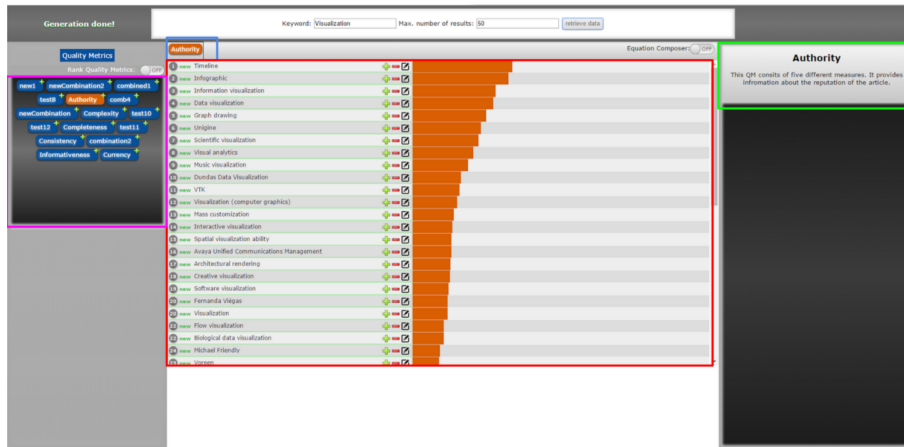 Generation done!
Keyword: Visualization Max. number of results: 50 retrieve data
Quality Metrics
Rank Quality Metrics: OFF
new1 newCombination2 combined1
test8 Authority comb4
newCombination Complexity test10
test12 Completeness test11
Consistency combination2
Informativeness Currency
Authority
Equation Composer: OFF
1 new Timeline
2 new Infographic
3 new Information visualization
4 new Data visualization
5 new Graph drawing
6 new Unigine
7 new Scientific visualization
8 new Visual analytics
9 new Music visualization
10 new Dundas Data Visualization
11 new VTK
12 new Visualization (computer graphics)
13 new Mass customization
14 new Interactive visualization
15 new Spatial visualization ability
16 new Avaya Unified Communications Management
17 new Architectural rendering
18 new Creative visualization
19 new Software visualization
20 new Fernanda Viégas
20 new Visualization
22 new Flow visualization
22 new Biological data visualization
24 new Michael Friendly
new Voreen
Authority
This QM consits of five different measures. It provides
infromation about the reputation of the article.